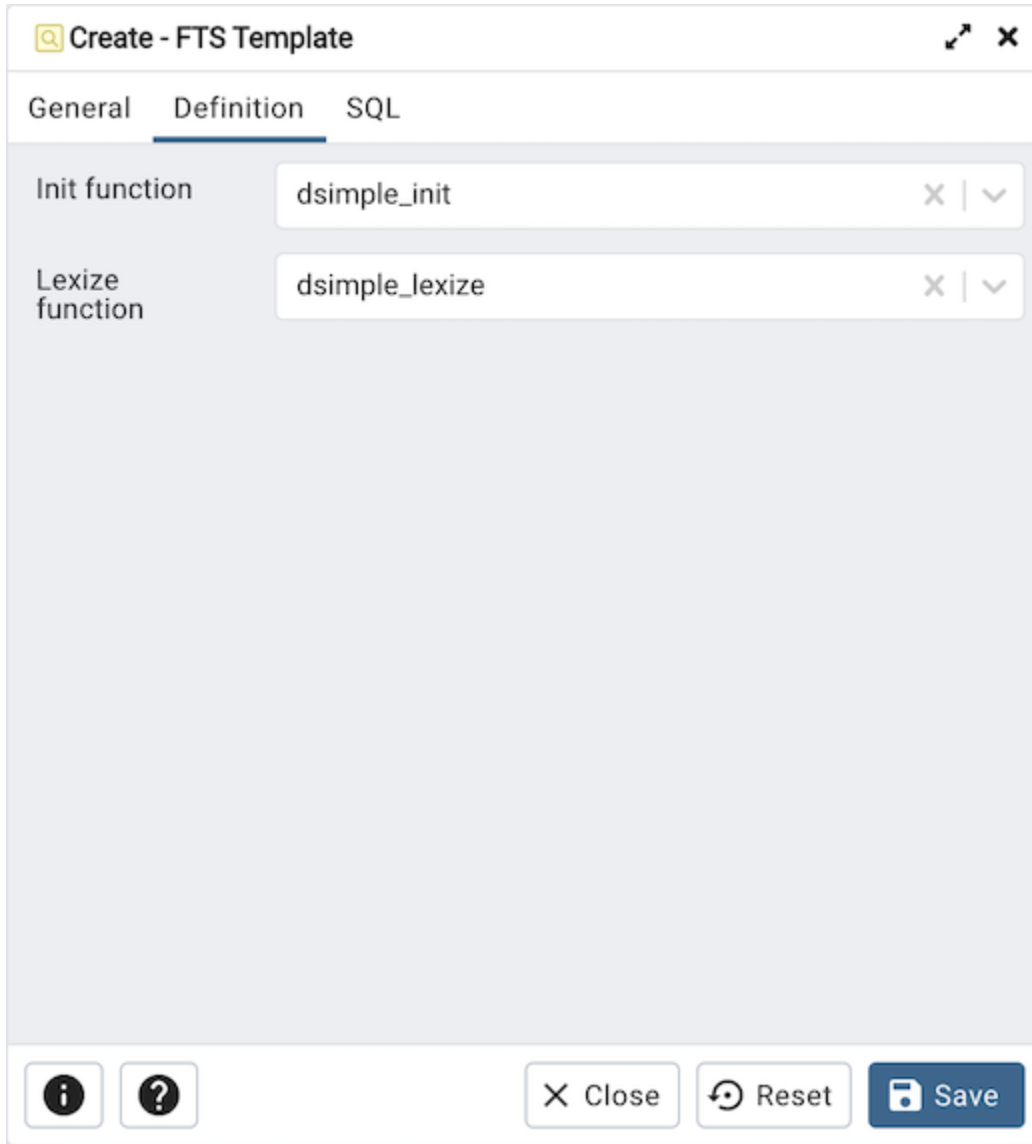 Create - FTS Template
General Definition SQL
Init function dsimple_init
Lexize
function dsimple_lexize
Close Reset Save